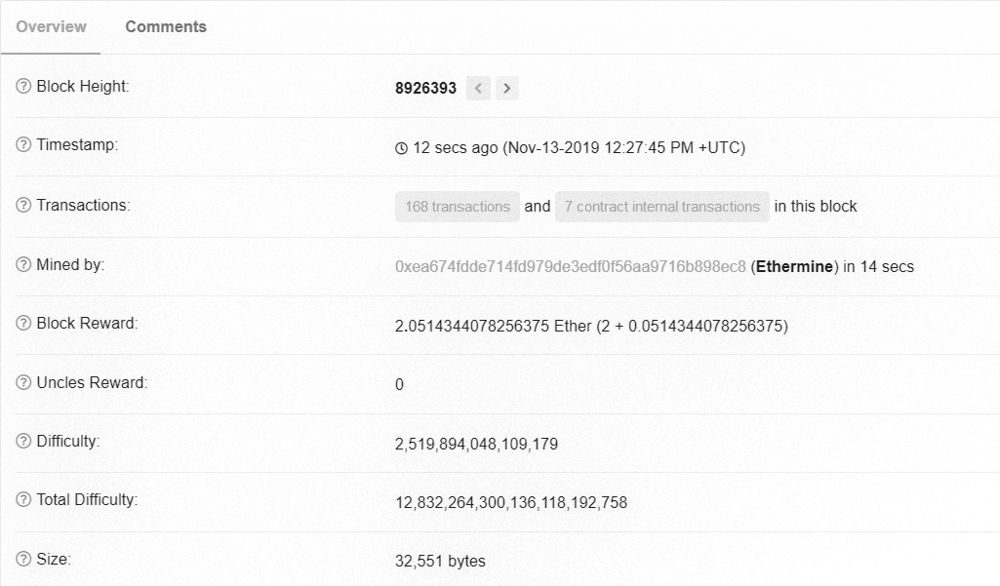 Overview Comments
Block Height: 8926393
Timestamp: 12 secs ago (Nov-13-2019 12:27:45 PM +UTC)
Transactions: 168 transactions and 7 contract internal transactions in this block
Mined by: 0xea674fdde714fd979de3edf0f56aa9716b898ec8 (Ethermine) in 14 secs
Block Reward: 2.0514344078256375 Ether (2 + 0.0514344078256375)
Uncles Reward: 0
Difficulty: 2,519,894,048,109,179
Total Difficulty: 12,832,264,300,136,118,192,758
Size: 32,551 bytes